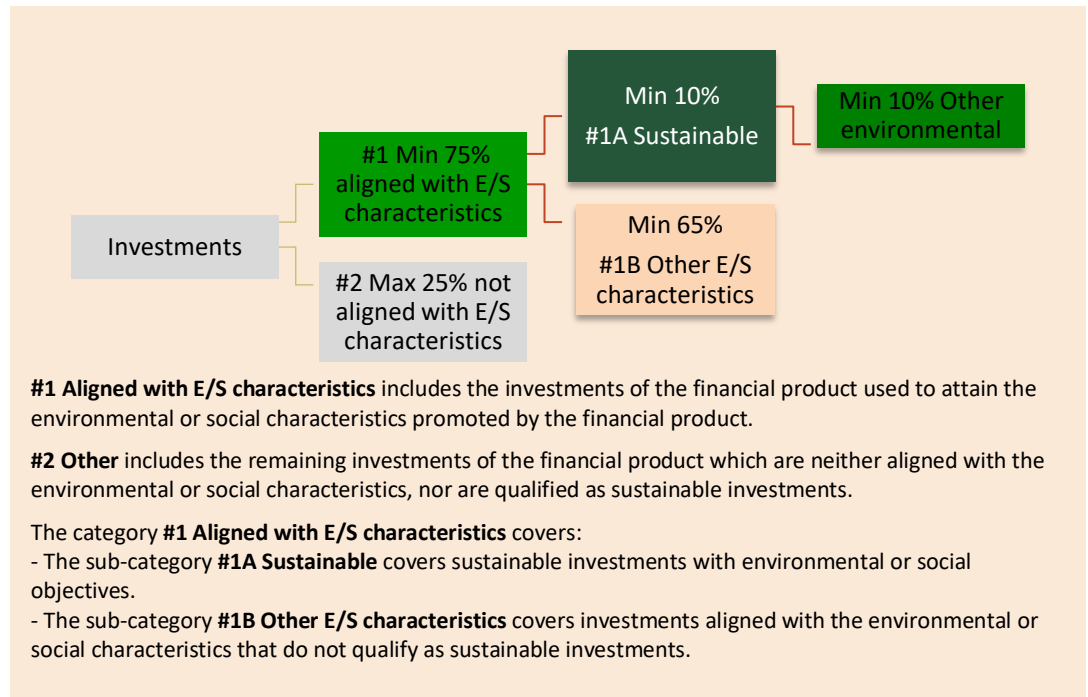 Min 10%
#1A Sustainable
Min 10% Other
environmental
#1 Min 75%
aligned with E/S
characteristics
Investments
Min 65%
#1B Other E/S
characteristics
#2 Max 25% not
aligned with E/S
characteristics
#1 Aligned with E/S characteristics includes the investments of the financial product used to attain the
environmental or social characteristics promoted by the financial product.
#2 Other includes the remaining investments of the financial product which are neither aligned with the
environmental or social characteristics, nor are qualified as sustainable investments.
The category #1 Aligned with E/S characteristics covers:
- The sub-category #1A Sustainable covers sustainable investments with environmental or social
objectives.
- The sub-category #1B Other E/S characteristics covers investments aligned with the environmental or
social characteristics that do not qualify as sustainable investments.